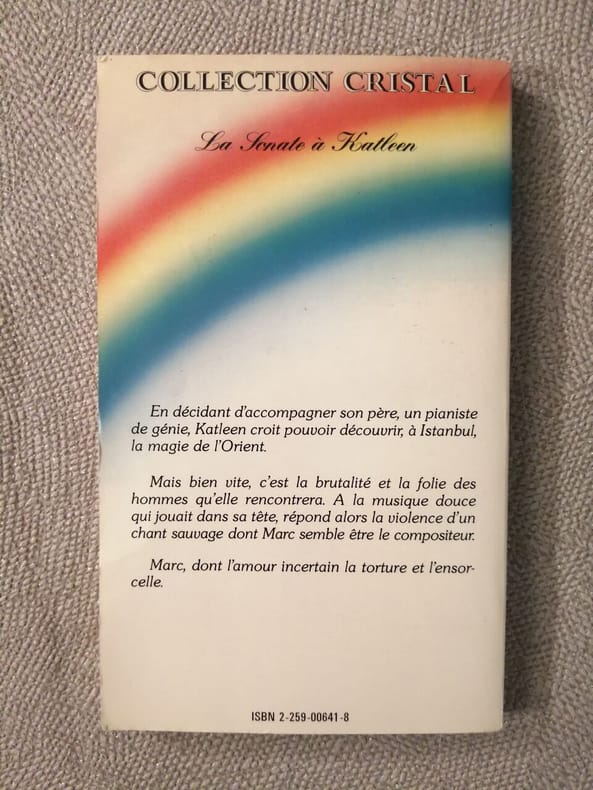 COLLECTION CRISTAL
La Sonate à Katleen
En décidant d'accompagner son père, un pianiste
de génie, Katleen croit pouvoir découvrir, à Istanbul,
la magie de l'Orient.
Mais bien vite, c'est la brutalité et la folie des
hommes qu'elle rencontrera. A la musique douce
qui jouait dans sa tête, répond alors la violence d'un
chant sauvage dont Marc semble être le compositeur.
Marc, dont l'amour incertain la torture et l'ensor-
celle.
ISBN 2-259-00641-8